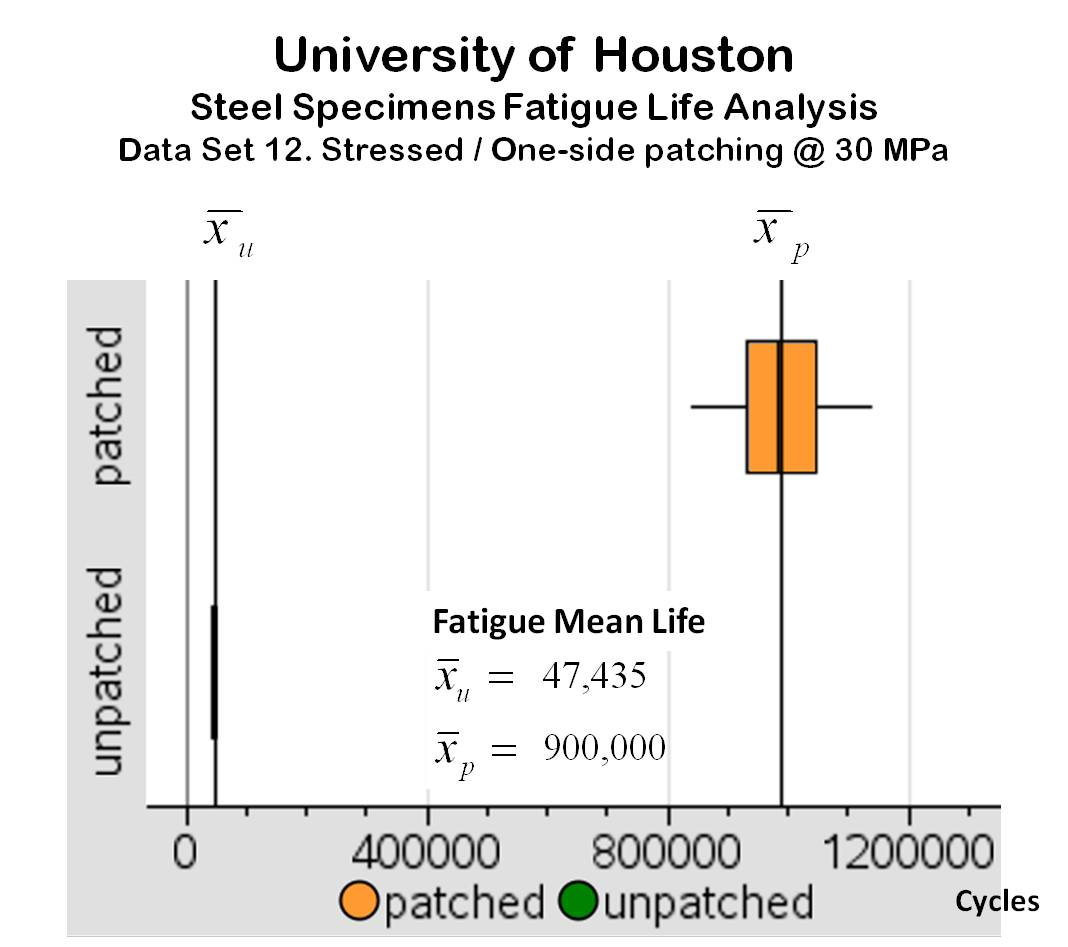 University of Houston
Steel Specimens Fatigue Life Analysis
Data Set 12. Stressed / One-side patching @ 30 MPa
x̅ u x̅ p
patched
unpatched
Fatigue Mean Life
x̅u = 47,435
x̅p = 900,000
0 400000 800000 1200000
patched unpatched Cycles